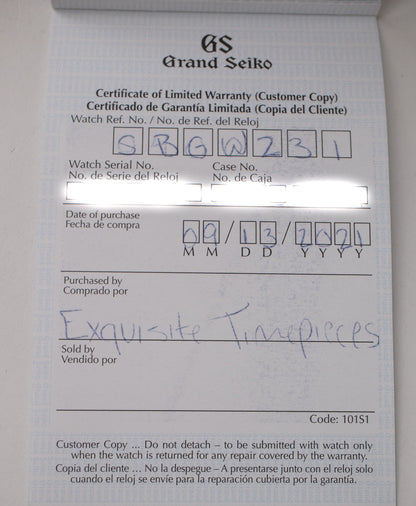 GS
Grand Seiko
Certificate of Limited Warranty (Customer Copy)
Certificado de Garantía Limitada (Copia del Cliente)
Watch Ref. No. / No. de Ref. del Reloj
SBGW231
Watch Serial No. Case No.
No. de Serie del Reloj No. de Caja
Date of purchase
Fecha de compra
09/13/2021
M M D D Y Y Y Y
Purchased by
Comprado por
Exquisite Timepieces
Sold by
Vendido por
Code: 101S1
Customer Copy ... Do not detach – to be submitted with watch only
when the watch is returned for any repair covered by the warranty.
Copia del cliente ... No la despegue – A presentarse junto con el reloj solo
cuando el reloj se envíe para la reparación cubierta por la garantía.